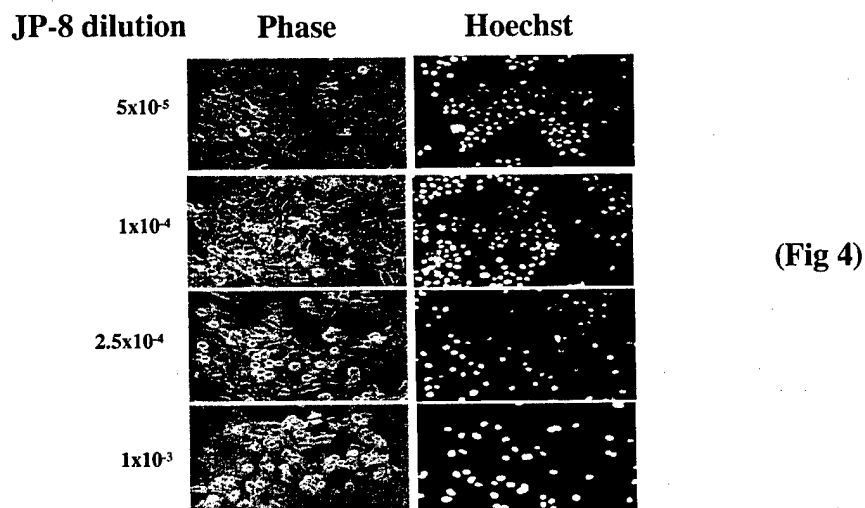 JP-8 dilution Phase Hoechst
5x10⁻⁵
1x10⁻⁴
(Fig 4)
2.5x10⁻⁴
1x10⁻³